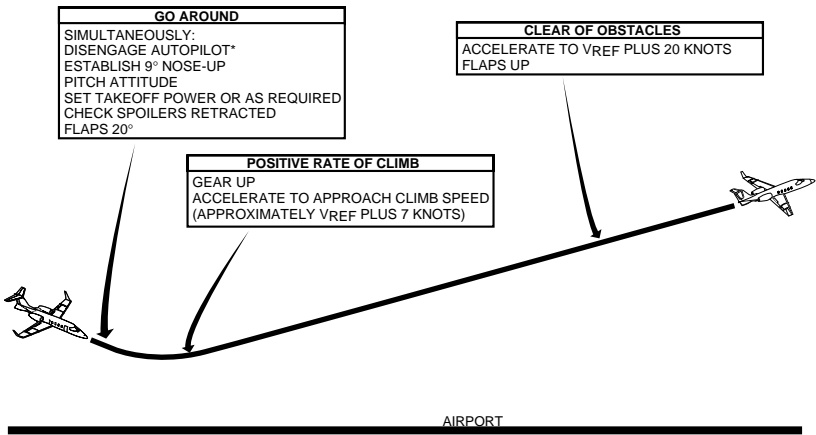 GO AROUND
SIMULTANEOUSLY:
DISENGAGE AUTOPILOT*
ESTABLISH 9° NOSE-UP
PITCH ATTITUDE
SET TAKEOFF POWER OR AS REQUIRED
CHECK SPOILERS RETRACTED
FLAPS 20°
POSITIVE RATE OF CLIMB
GEAR UP
ACCELERATE TO APPROACH CLIMB SPEED
(APPROXIMATELY VREF PLUS 7 KNOTS)
CLEAR OF OBSTACLES
ACCELERATE TO VREF PLUS 20 KNOTS
FLAPS UP
AIRPORT